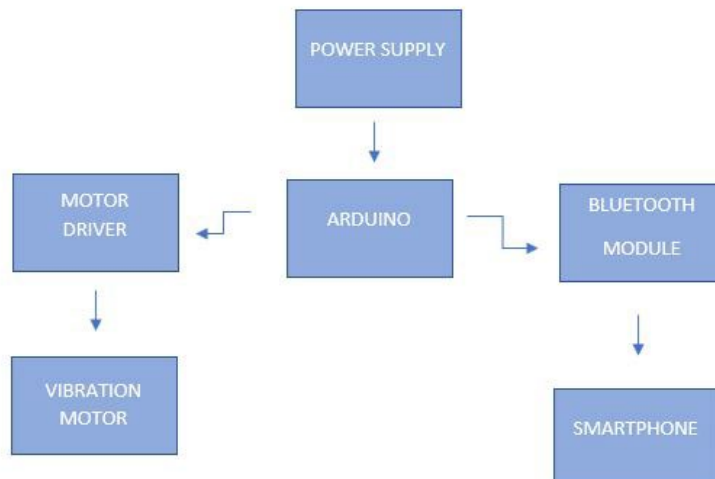 POWER SUPPLY
MOTOR
DRIVER
ARDUINO
BLUETOOTH
MODULE
VIBRATION
MOTOR
SMARTPHONE